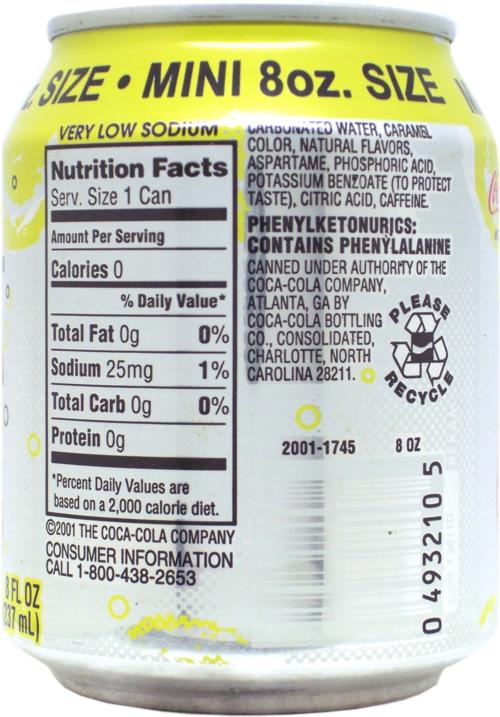 . SIZE • MINI 8oz. SIZE
VERY LOW SODIUM
Nutrition Facts
Serv. Size 1 Can
Amount Per Serving
Calories 0
% Daily Value*
Total Fat 0g 0%
Sodium 25mg 1%
Total Carb 0g 0%
Protein 0g
*Percent Daily Values are
based on a 2,000 calorie diet.
©2001 THE COCA-COLA COMPANY
CONSUMER INFORMATION
CALL 1-800-438-2653
8 FL OZ
(237 mL)
CARBONATED WATER, CARAMEL
COLOR, NATURAL FLAVORS,
ASPARTAME, PHOSPHORIC ACID,
POTASSIUM BENZOATE (TO PROTECT
TASTE), CITRIC ACID, CAFFEINE.
PHENYLKETONURICS:
CONTAINS PHENYLALANINE
CANNED UNDER AUTHORITY OF THE
COCA-COLA COMPANY,
ATLANTA, GA BY
COCA-COLA BOTTLING
CO., CONSOLIDATED,
CHARLOTTE, NORTH
CAROLINA 28211.
PLEASE
RECYCLE
2001-1745 8 OZ
0 493210 5